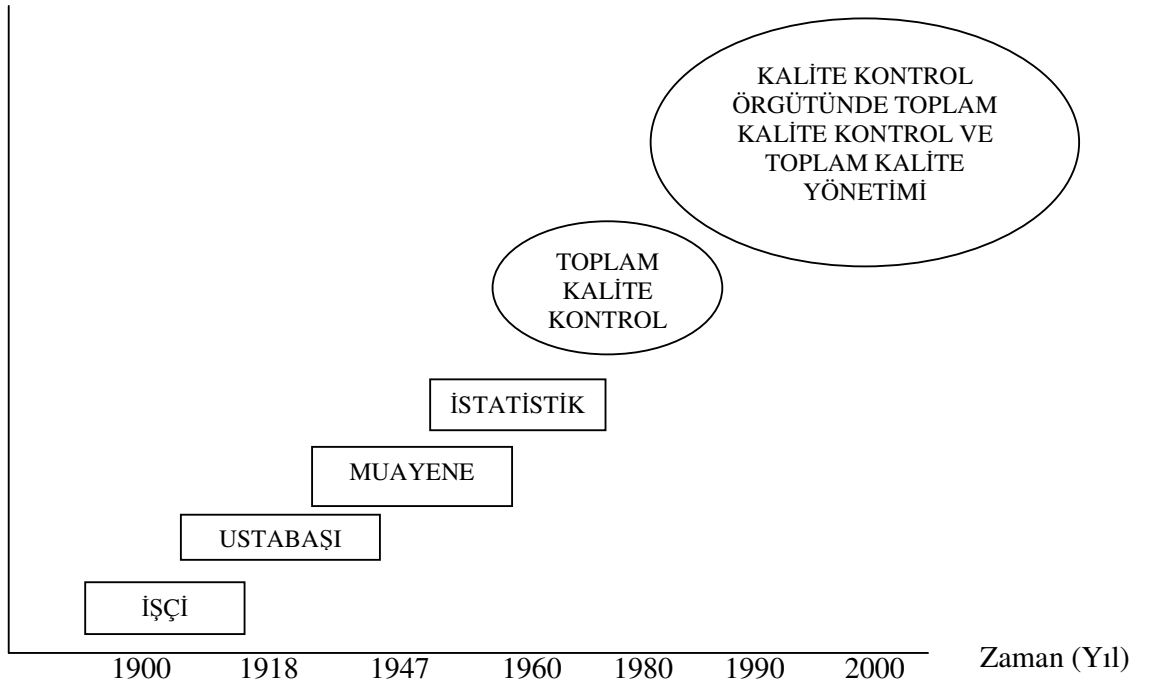 KALİTE KONTROL
ÖRGÜTÜNDE TOPLAM
KALİTE KONTROL VE
TOPLAM KALİTE
YÖNETİMİ
TOPLAM
KALİTE
KONTROL
İSTATİSTİK
MUAYENE
USTABAŞI
İŞÇİ
1900 1918 1947 1960 1980 1990 2000 Zaman (Yıl)